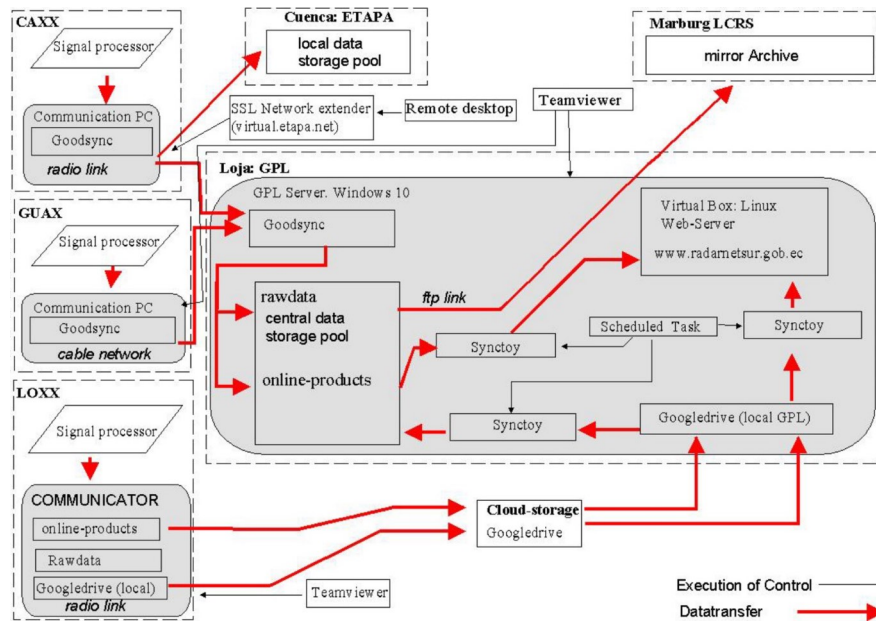 CAXX
Signal processor
Communication PC
Goodsync
radio link
Cuenca: ETAPA
local data
storage pool
SSL Network extender
(virtual.etapa.net)
Remote desktop
Teamviewer
Marburg LCRS
mirror Archive
GUAX
Signal processor
Communication PC
Goodsync
cable network
Loja: GPL
GPL Server. Windows 10
Goodsync
rawdata
central data
storage pool
online-products
ftp link
Synctoy
Synctoy
Scheduled Task
Synctoy
Virtual Box: Linux
Web-Server
www.radarnetsur.gob.ec
Googledrive (local GPL)
LOXX
Signal processor
COMMUNICATOR
online-products
Rawdata
Googledrive (local)
radio link
Teamviewer
Cloud-storage
Googledrive
Execution of Control
Datatransfer